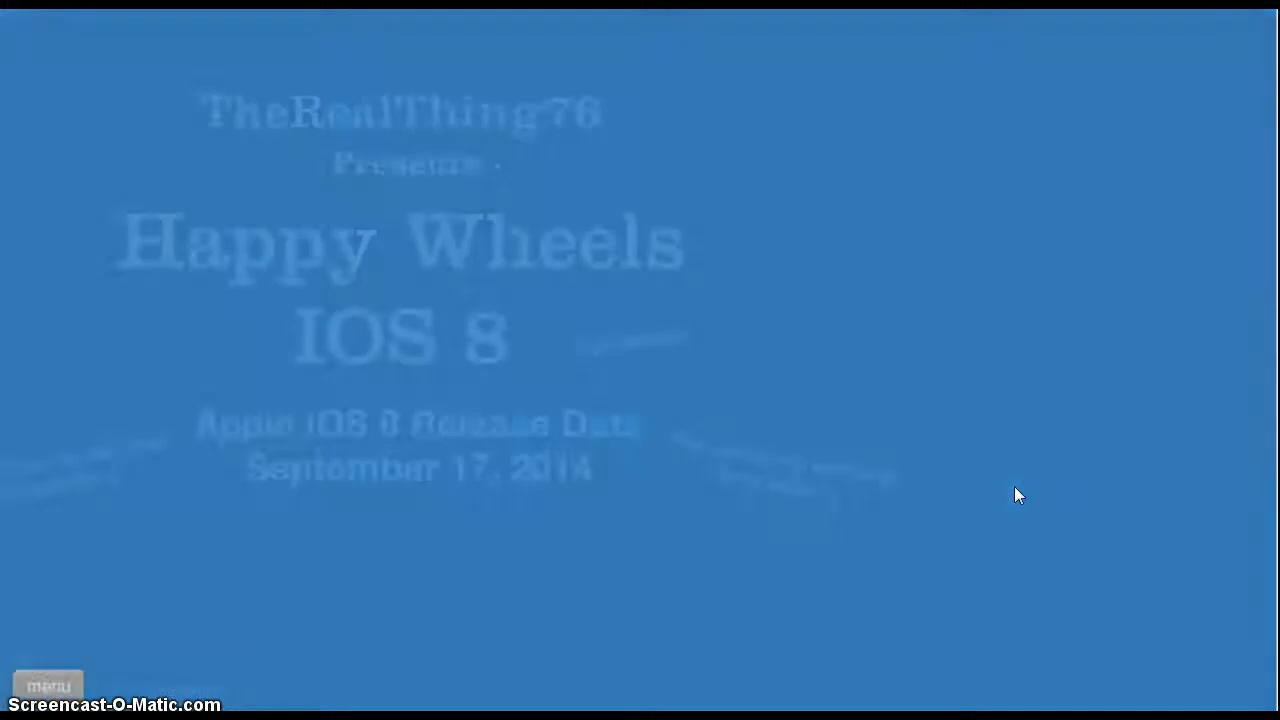 TheRealThing76
Presents
Happy Wheels
IOS 8
Apple IOS 8 Release Date
September 17, 2014
menu
Screencast-O-Matic.com